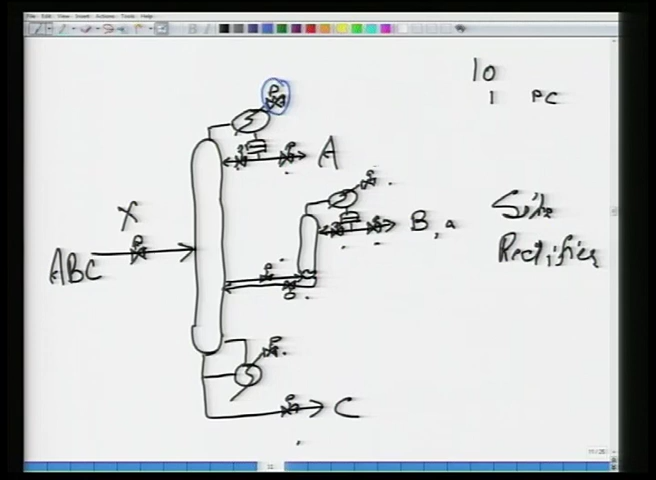 10
1 PC
A
X
B, a
Side
Rectifier
ABC
C